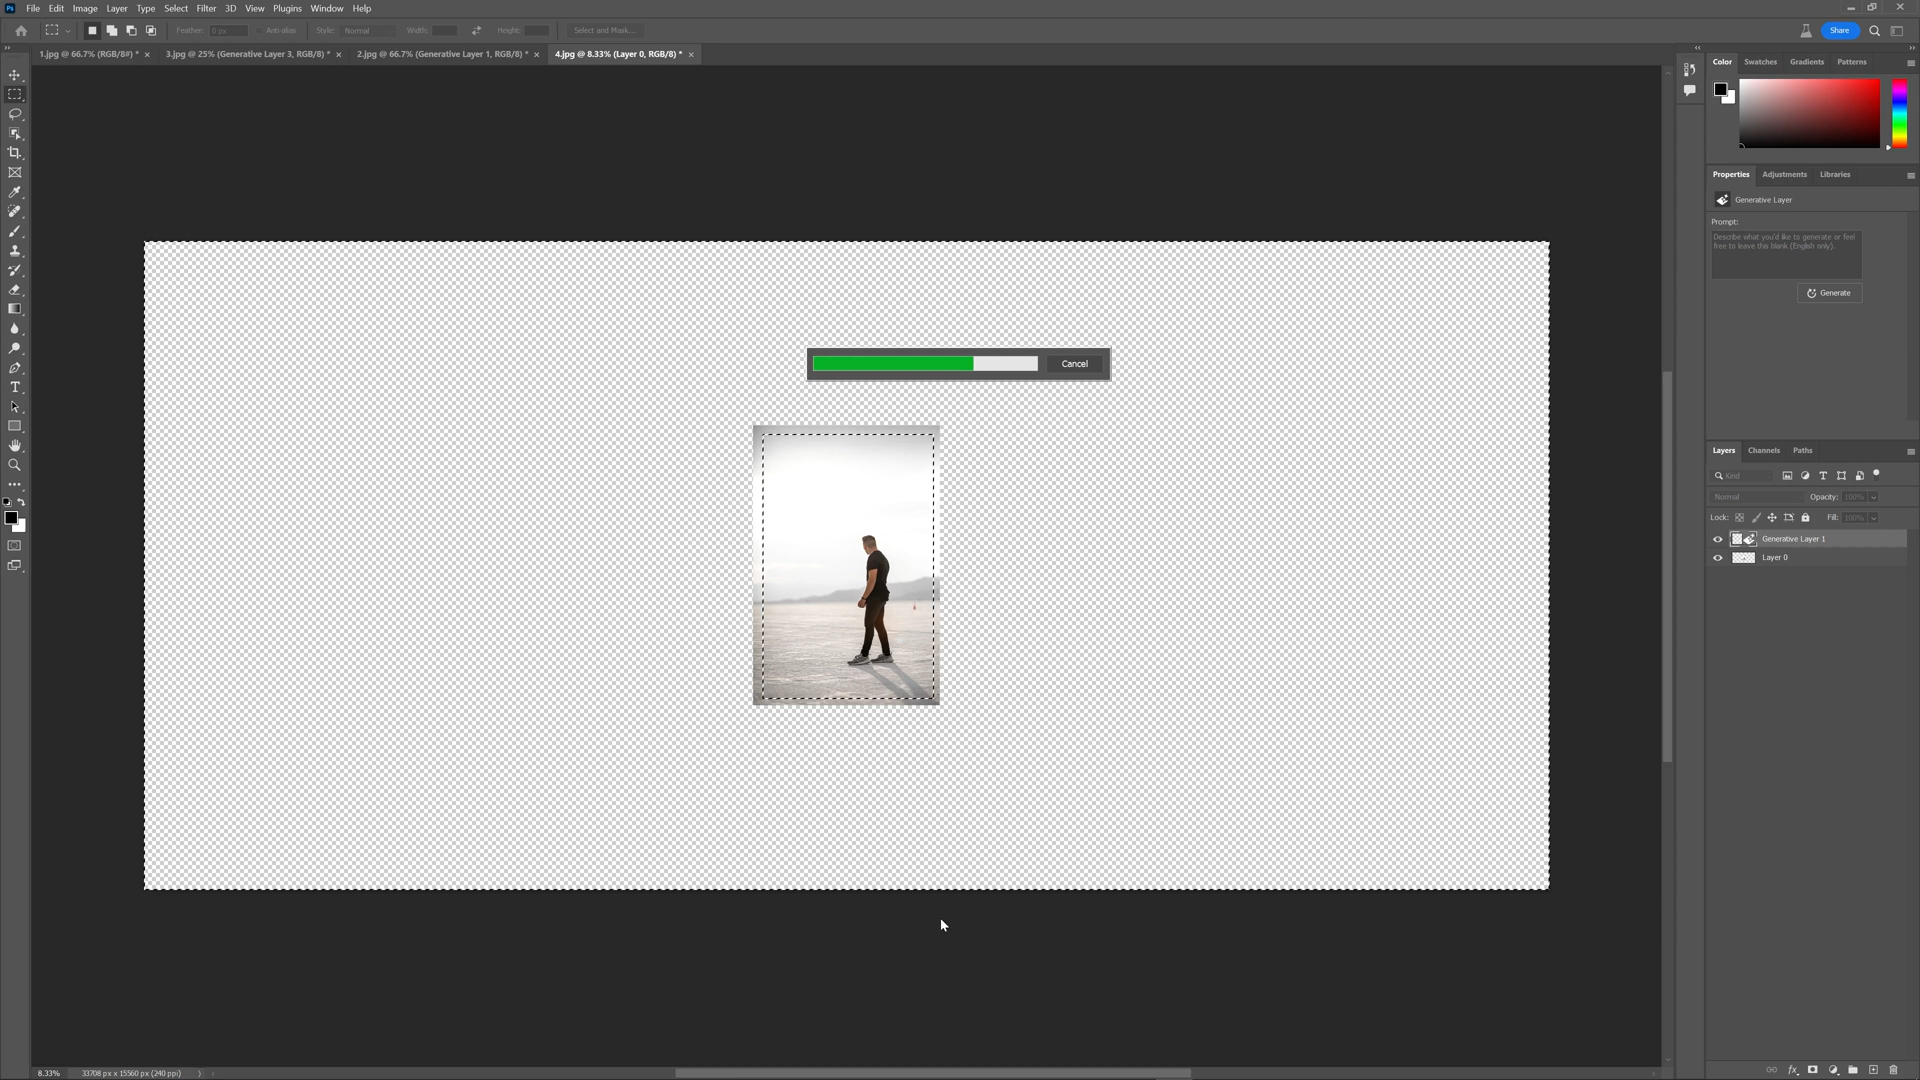 Ps File Edit Image Layer Type Select Filter 3D View Plugins Window Help
Feather: 0 px Anti-alias Style: Normal Width: Height: Select and Mask... Share
1.jpg @ 66.7% (RGB/8#) * × 3.jpg @ 25% (Generative Layer 3, RGB/8) * × 2.jpg @ 66.7% (Generative Layer 1, RGB/8) * × 4.jpg @ 8.33% (Layer 0, RGB/8) * ×
Color Swatches Gradients Patterns
Properties Adjustments Libraries
Generative Layer
Prompt:
Describe what you'd like to generate or feel
free to leave this blank (English only).
Generate
Cancel
Layers Channels Paths
Kind
Normal Opacity: 100%
Lock: Fill: 100%
Generative Layer 1
Layer 0
8.33% 33708 px x 15560 px (240 ppi)